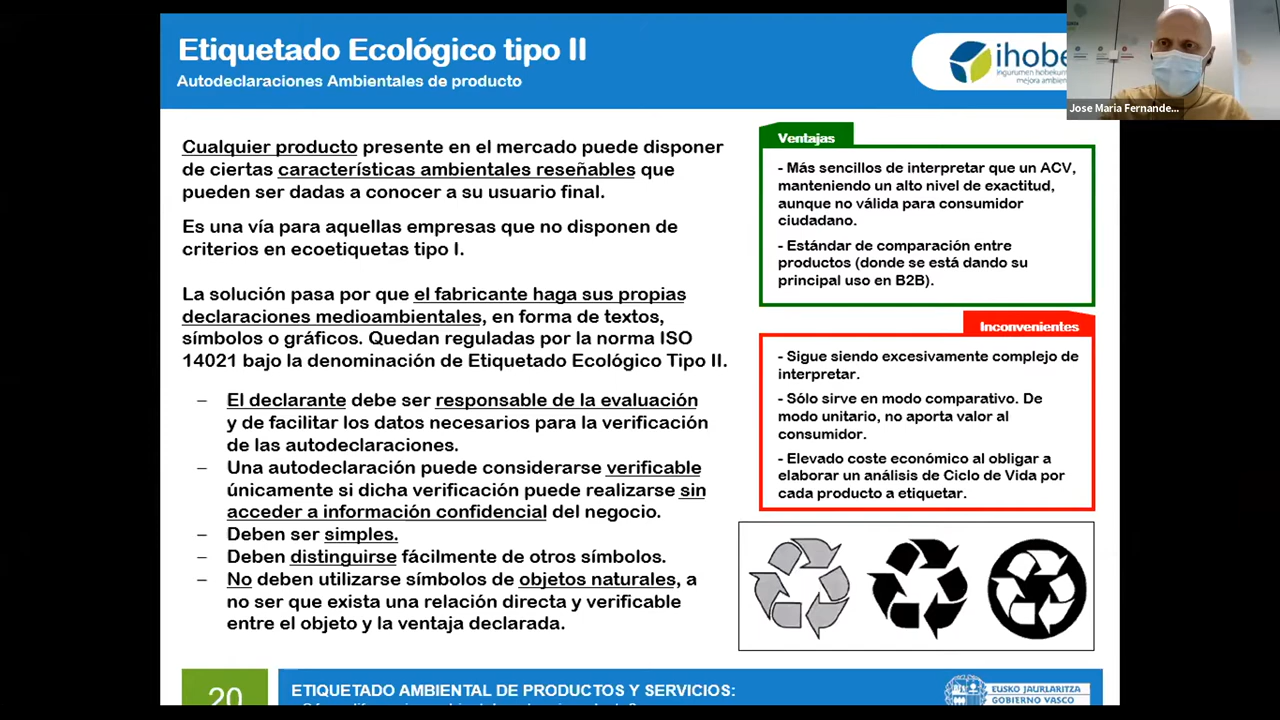 Etiquetado Ecológico tipo II
Autodeclaraciones Ambientales de producto
ihobe
ingurumen hobekun
mejora ambien
Jose Maria Fernande...
Cualquier producto presente en el mercado puede disponer
de ciertas características ambientales reseñables que
pueden ser dadas a conocer a su usuario final.
Es una vía para aquellas empresas que no disponen de
criterios en ecoetiquetas tipo I.
La solución pasa por que el fabricante haga sus propias
declaraciones medioambientales, en forma de textos,
símbolos o gráficos. Quedan reguladas por la norma ISO
14021 bajo la denominación de Etiquetado Ecológico Tipo II.
– El declarante debe ser responsable de la evaluación
y de facilitar los datos necesarios para la verificación
de las autodeclaraciones.
– Una autodeclaración puede considerarse verificable
únicamente si dicha verificación puede realizarse sin
acceder a información confidencial del negocio.
– Deben ser simples.
– Deben distinguirse fácilmente de otros símbolos.
– No deben utilizarse símbolos de objetos naturales, a
no ser que exista una relación directa y verificable
entre el objeto y la ventaja declarada.
Ventajas
- Más sencillos de interpretar que un ACV,
manteniendo un alto nivel de exactitud,
aunque no válida para consumidor
ciudadano.
- Estándar de comparación entre
productos (donde se está dando su
principal uso en B2B).
Inconvenientes
- Sigue siendo excesivamente complejo de
interpretar.
- Sólo sirve en modo comparativo. De
modo unitario, no aporta valor al
consumidor.
- Elevado coste económico al obligar a
elaborar un análisis de Ciclo de Vida por
cada producto a etiquetar.
20
ETIQUETADO AMBIENTAL DE PRODUCTOS Y SERVICIOS:
EUSKO JAURLARITZA
GOBIERNO VASCO